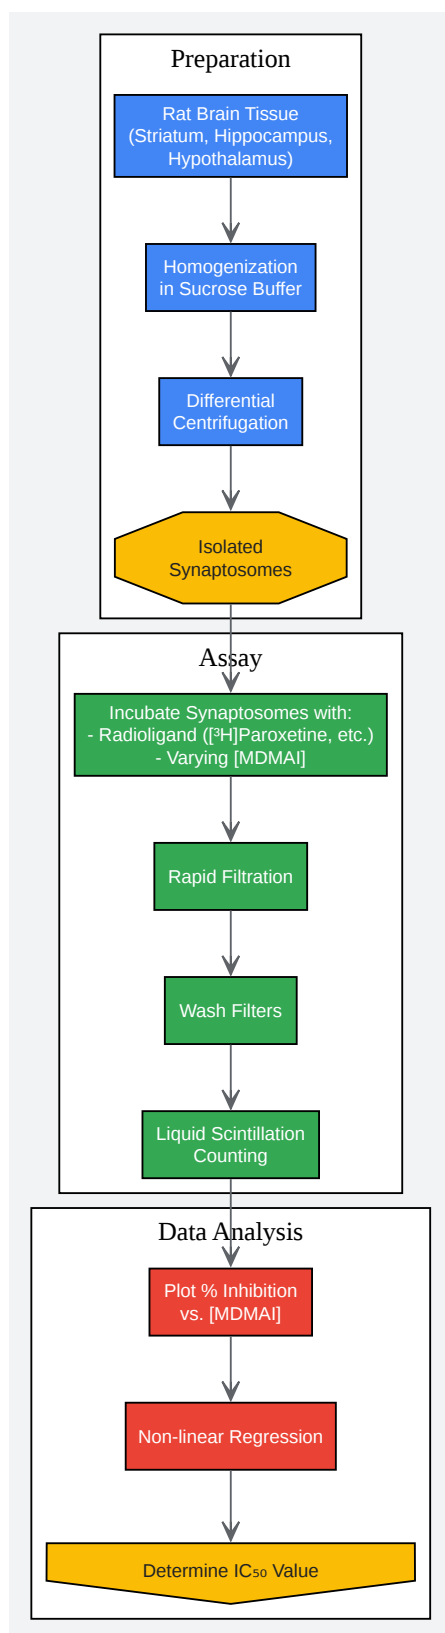 Preparation
Rat Brain Tissue
(Striatum, Hippocampus,
Hypothalamus)
Homogenization
in Sucrose Buffer
Differential
Centrifugation
Isolated
Synaptosomes
Assay
Incubate Synaptosomes with:
- Radioligand ([³H]Paroxetine, etc.)
- Varying [MDMAI]
Rapid Filtration
Wash Filters
Liquid Scintillation
Counting
Data Analysis
Plot % Inhibition
vs. [MDMAI]
Non-linear Regression
Determine IC₅₀ Value